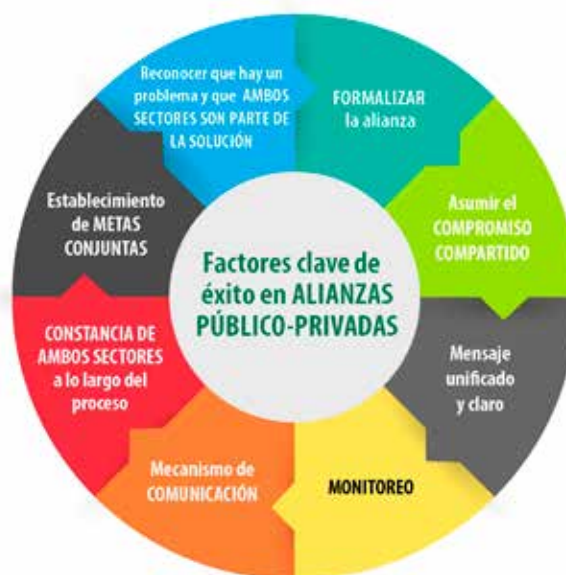 Factores clave de
éxito en ALIANZAS
PÚBLICO-PRIVADAS
Reconocer que hay un
problema y que AMBOS
SECTORES SON PARTE DE
LA SOLUCIÓN
FORMALIZAR
la alianza
Asumir el
COMPROMISO
COMPARTIDO
Mensaje
unificado
y claro
MONITOREO
Mecanismo de
COMUNICACIÓN
CONSTANCIA DE
AMBOS SECTORES
a lo largo del
proceso
Establecimiento
de METAS
CONJUNTAS